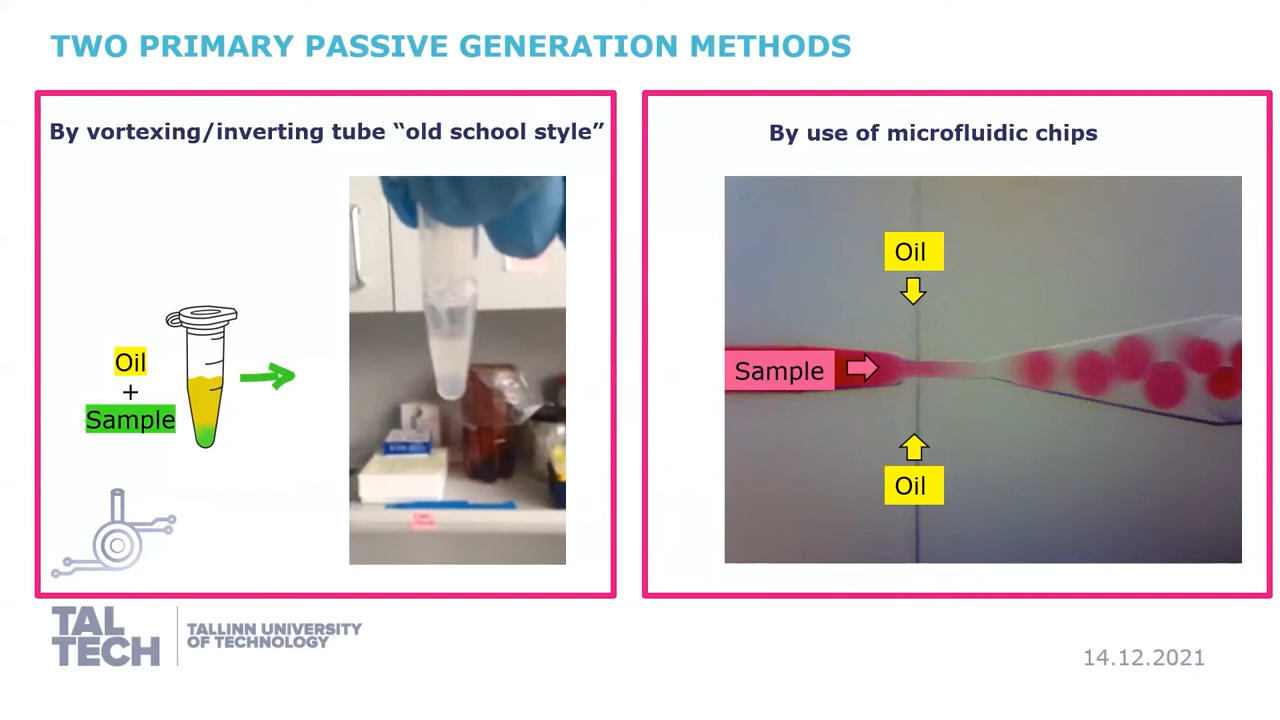 TWO PRIMARY PASSIVE GENERATION METHODS
By vortexing/inverting tube “old school style”
Oil
+
Sample
By use of microfluidic chips
Oil
Sample
Oil
TAL
TECH
TALLINN UNIVERSITY
OF TECHNOLOGY
14.12.2021